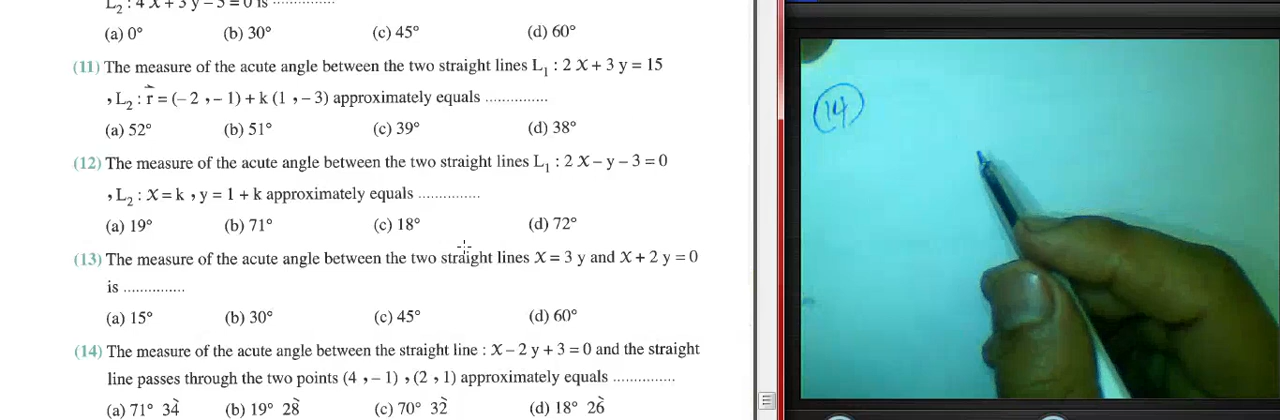 L₂ : 4 X + 3 y − 5 = 0 is ...............
(a) 0° (b) 30° (c) 45° (d) 60°
(11) The measure of the acute angle between the two straight lines L₁ : 2 X + 3 y = 15
, L₂ : r⃗ = (− 2 , − 1) + k (1 , − 3) approximately equals ...............
(a) 52° (b) 51° (c) 39° (d) 38°
(12) The measure of the acute angle between the two straight lines L₁ : 2 X − y − 3 = 0
, L₂ : X = k , y = 1 + k approximately equals ...............
(a) 19° (b) 71° (c) 18° (d) 72°
(13) The measure of the acute angle between the two straight lines X = 3 y and X + 2 y = 0
is ...............
(a) 15° (b) 30° (c) 45° (d) 60°
(14) The measure of the acute angle between the straight line : X − 2 y + 3 = 0 and the straight
line passes through the two points (4 , − 1) , (2 , 1) approximately equals ...............
(a) 71° 34̀ (b) 19° 28̀ (c) 70° 32̀ (d) 18° 26̀
14